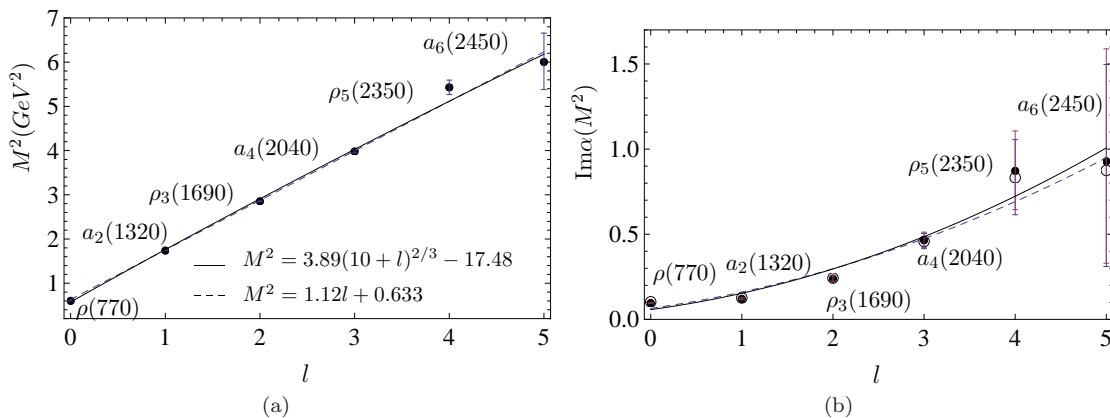 7
6
5
4
3
2
1
M²(GeV²)
a₆(2450)
ρ₅(2350)
a₄(2040)
ρ₃(1690)
a₂(1320)
ρ(770)
M² = 3.89(10 + l)^{2/3} − 17.48
M² = 1.12l + 0.633
0 1 2 3 4 5
l
(a)
1.5
1.0
0.5
0.0
Imα(M²)
a₆(2450)
ρ₅(2350)
a₄(2040)
ρ(770)
a₂(1320)
ρ₃(1690)
0 1 2 3 4 5
l
(b)